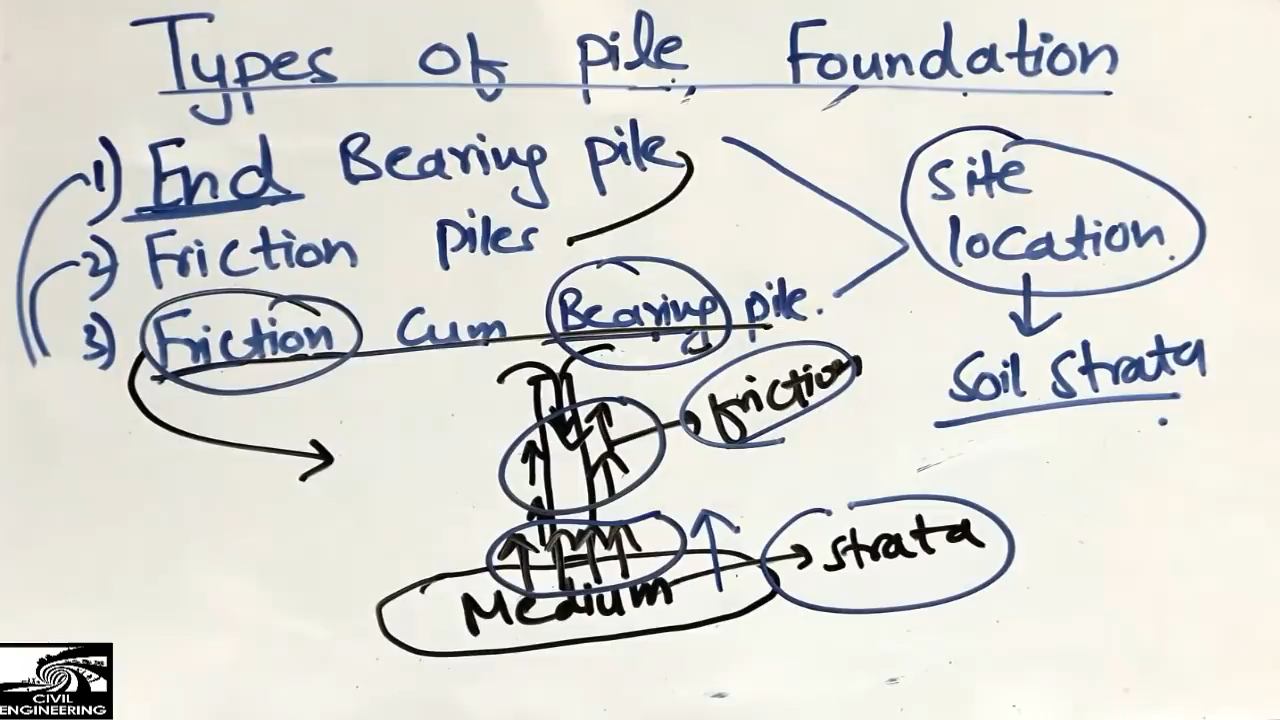 Types of pile Foundation
1) End Bearing pile
2) Friction piles
3) Friction Cum Bearing pile.
Site
location
Soil Strata
friction
strata
Medium
CIVIL
ENGINEERING